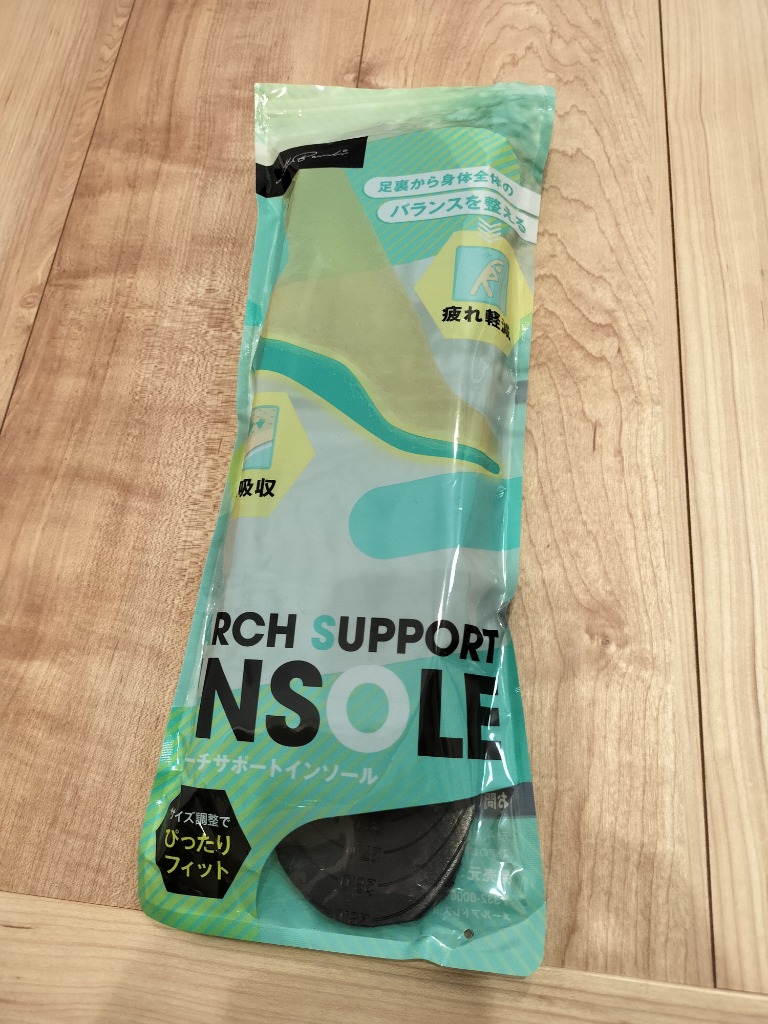 足裏から身体全体の
バランスを整える
疲れ軽減
吸収
RCH SUPPORT
NSOLE
ーチサポートインソール
サイズ調整で
ぴったり
フィット